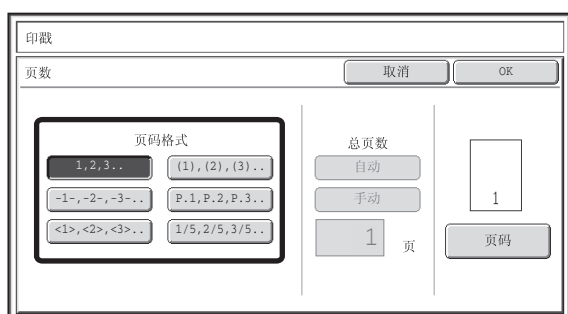 印戳
页数
取消
OK
页码格式
1,2,3..
(1),(2),(3)..
-1-,-2-,-3-..
P.1,P.2,P.3..
<1>,<2>,<3>..
1/5,2/5,3/5..
总页数
自动
手动
1 页
1
页码